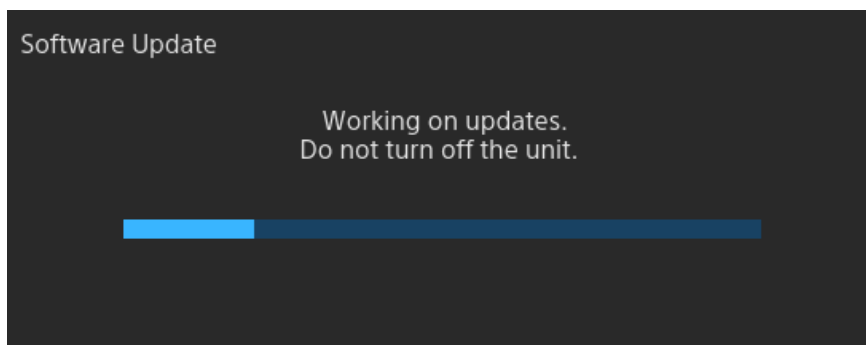 Software Update
Working on updates.
Do not turn off the unit.